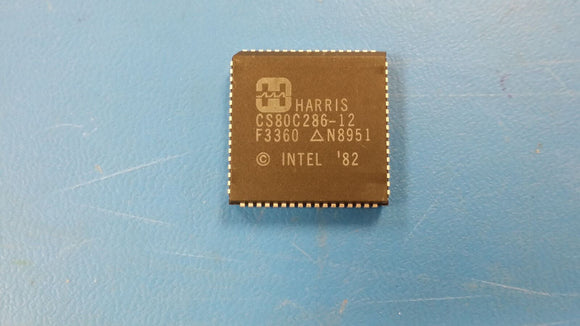 HARRIS
CS80C286-12
F3360 △N8951
© INTEL '82